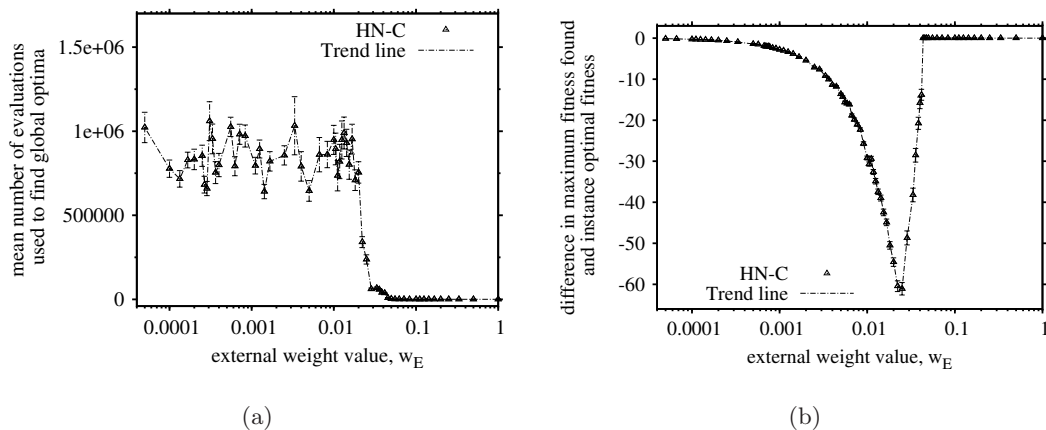 mean number of evaluations
used to find global optima
1.5e+06
1e+06
500000
0
HN-C
Trend line
0.0001
0.001
0.01
0.1
1
external weight value, w_E
(a)
difference in maximum fitness found
and instance optimal fitness
0
-10
-20
-30
-40
-50
-60
HN-C
Trend line
0.0001
0.001
0.01
0.1
1
external weight value, w_E
(b)